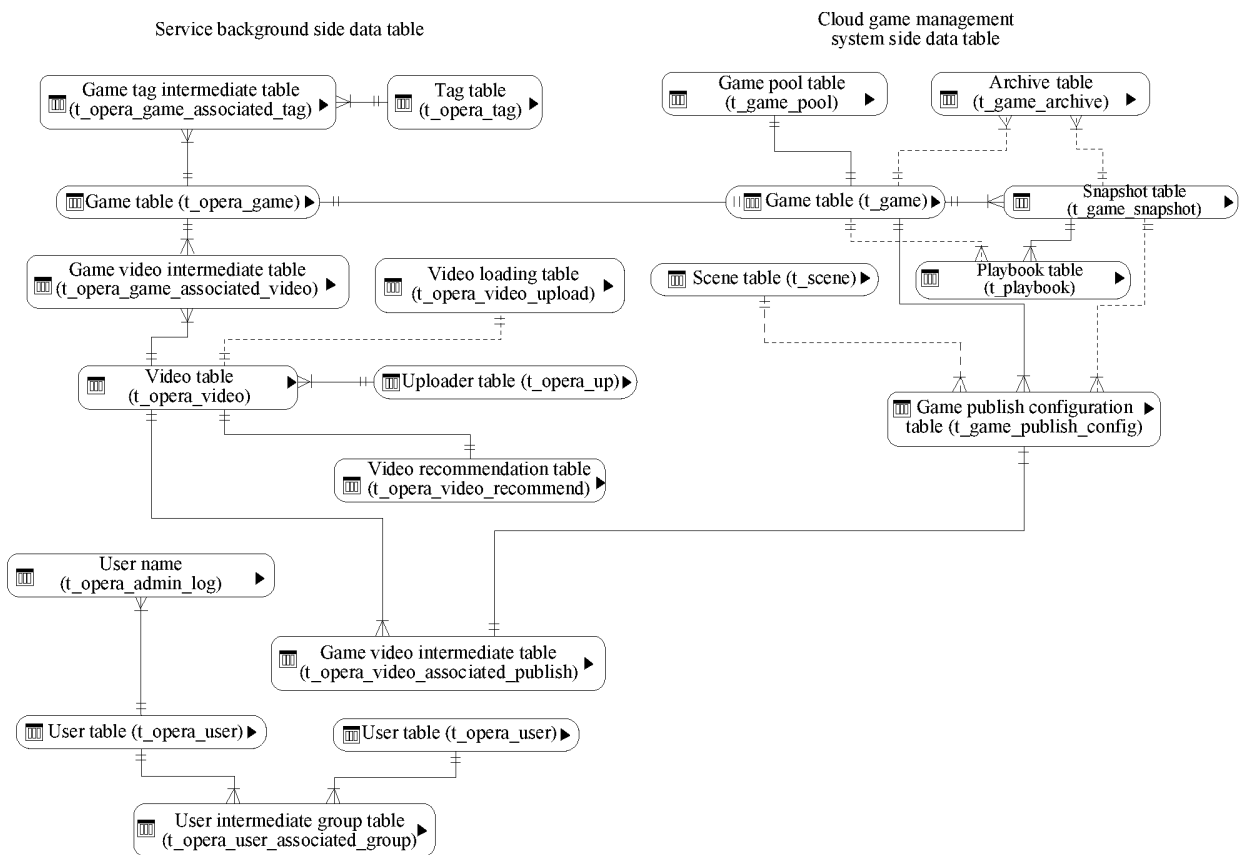 Service background side data table
Cloud game management
system side data table
Game tag intermediate table
(t_opera_game_associated_tag)
Tag table
(t_opera_tag)
Game pool table
(t_game_pool)
Archive table
(t_game_archive)
Game table (t_opera_game)
Game table (t_game)
Snapshot table
(t_game_snapshot)
Game video intermediate table
(t_opera_game_associated_video)
Video loading table
(t_opera_video_upload)
Scene table (t_scene)
Playbook table
(t_playbook)
Video table
(t_opera_video)
Uploader table (t_opera_up)
Game publish configuration
table (t_game_publish_config)
Video recommendation table
(t_opera_video_recommend)
User name
(t_opera_admin_log)
Game video intermediate table
(t_opera_video_associated_publish)
User table (t_opera_user)
User table (t_opera_user)
User intermediate group table
(t_opera_user_associated_group)